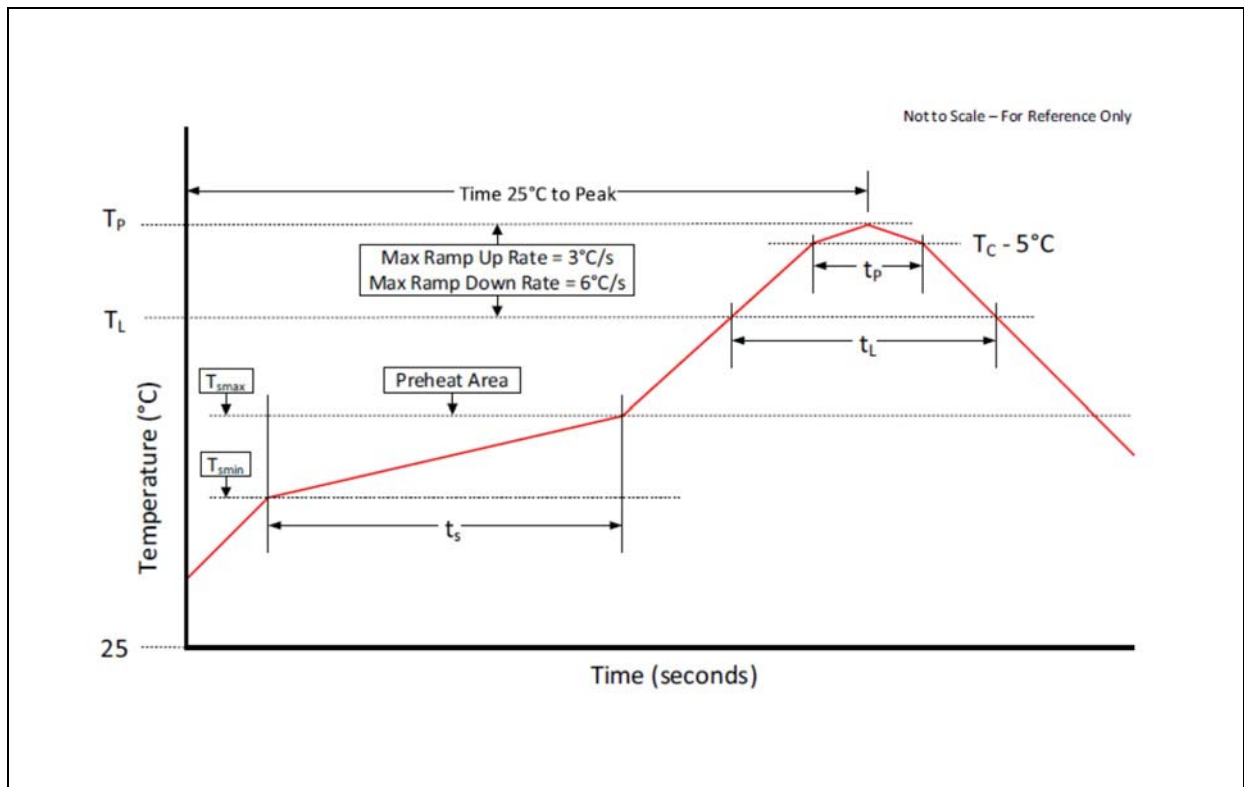 Not to Scale – For Reference Only
Time 25°C to Peak
TP
Max Ramp Up Rate = 3°C/s
Max Ramp Down Rate = 6°C/s
TC - 5°C
tP
TL
tL
Tsmax
Preheat Area
Tsmin
ts
Temperature (°C)
25
Time (seconds)